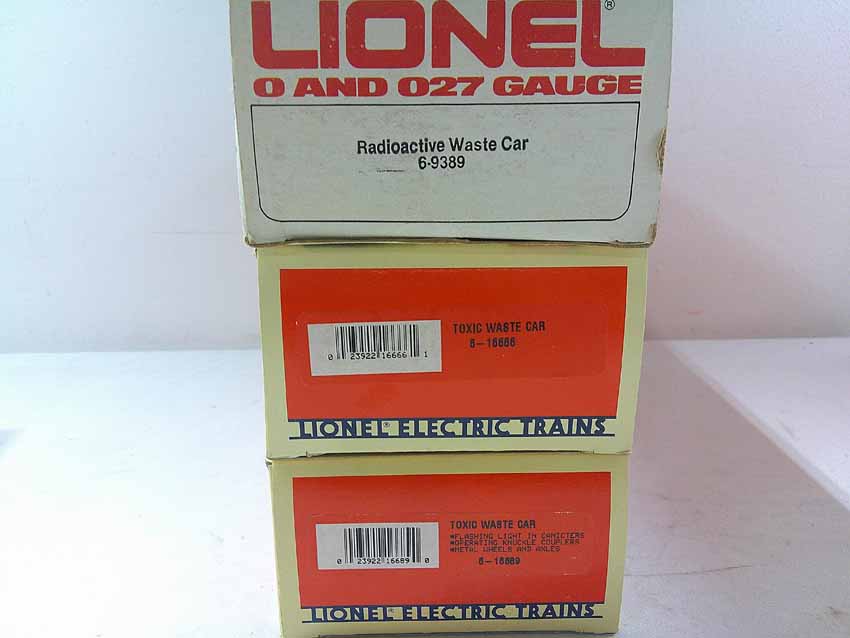 LIONEL®
O AND O27 GAUGE
Radioactive Waste Car
6-9389
TOXIC WASTE CAR
6-16666
0 23922 16666 1
LIONEL® ELECTRIC TRAINS
TOXIC WASTE CAR
*FLASHING LIGHT IN CANICTERS
*OPERATING KNUCKLE COUPLERS
*METAL WHEELS AND AXLES
6-16689
0 23922 16689 0
LIONEL® ELECTRIC TRAINS